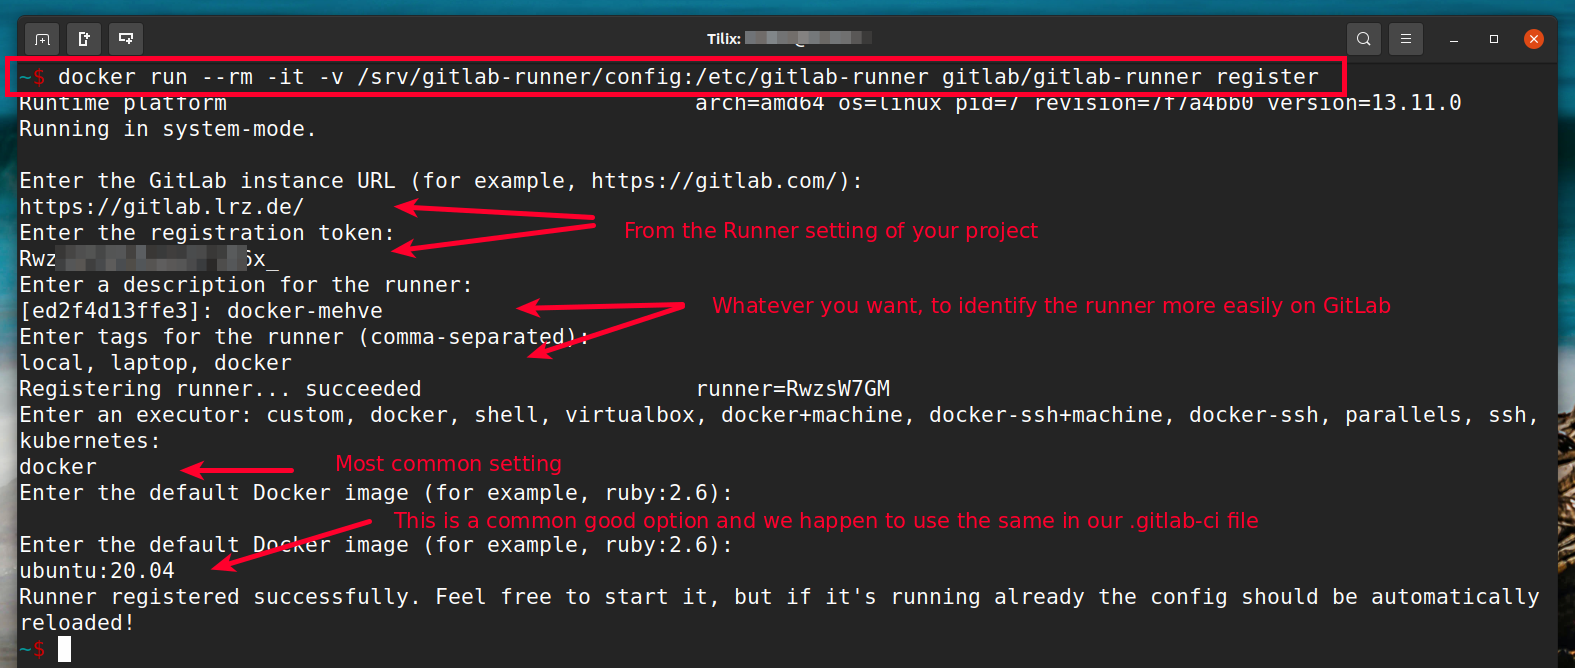 Tilix:
~$ docker run --rm -it -v /srv/gitlab-runner/config:/etc/gitlab-runner gitlab/gitlab-runner register
Runtime platform arch=amd64 os=linux pid=7 revision=7f7a4bb0 version=13.11.0
Running in system-mode.
Enter the GitLab instance URL (for example, https://gitlab.com/):
https://gitlab.lrz.de/
From the Runner setting of your project
Enter the registration token:
Rwz 6x_
Enter a description for the runner:
[ed2f4d13ffe3]: docker-mehve
Whatever you want, to identify the runner more easily on GitLab
Enter tags for the runner (comma-separated):
local, laptop, docker
Registering runner... succeeded runner=RwzsW7GM
Enter an executor: custom, docker, shell, virtualbox, docker+machine, docker-ssh+machine, docker-ssh, parallels, ssh,
kubernetes:
docker
Most common setting
Enter the default Docker image (for example, ruby:2.6):
This is a common good option and we happen to use the same in our .gitlab-ci file
Enter the default Docker image (for example, ruby:2.6):
ubuntu:20.04
Runner registered successfully. Feel free to start it, but if it's running already the config should be automatically
reloaded!
~$